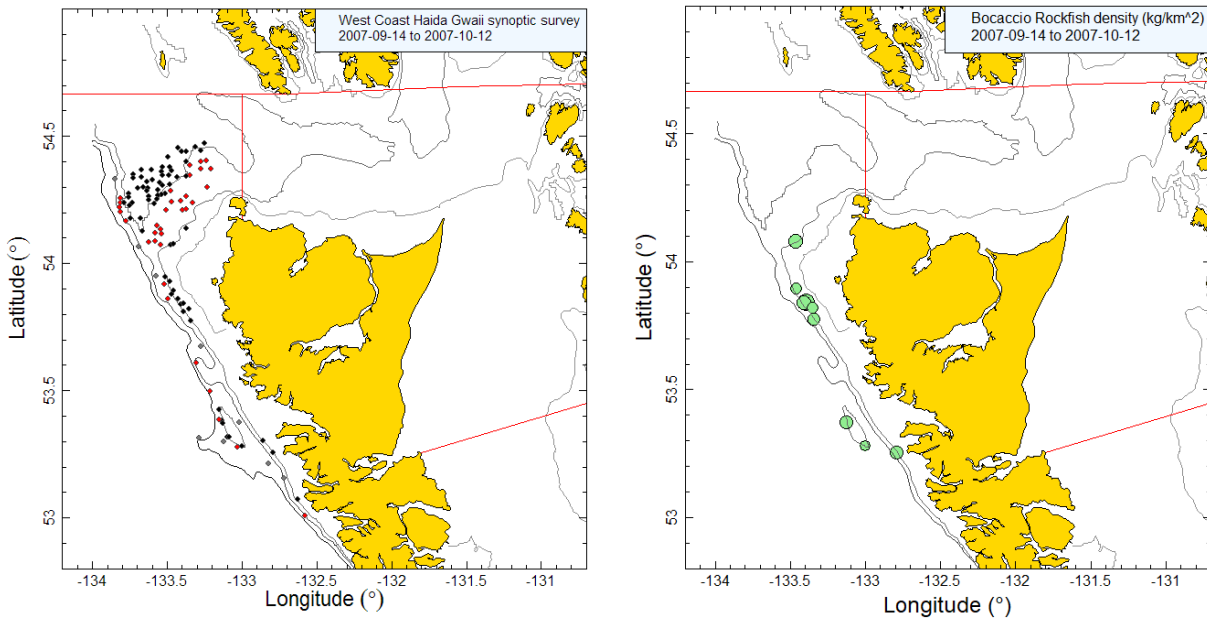 West Coast Haida Gwaii synoptic survey
2007-09-14 to 2007-10-12
54.5
54
53.5
53
Latitude (°)
-134
-133.5
-133
-132.5
-132
-131.5
-131
Longitude (°)
Bocaccio Rockfish density (kg/km^2)
2007-09-14 to 2007-10-12
54.5
54
53.5
53
Latitude (°)
-134
-133.5
-133
-132.5
-132
-131.5
-131
Longitude (°)